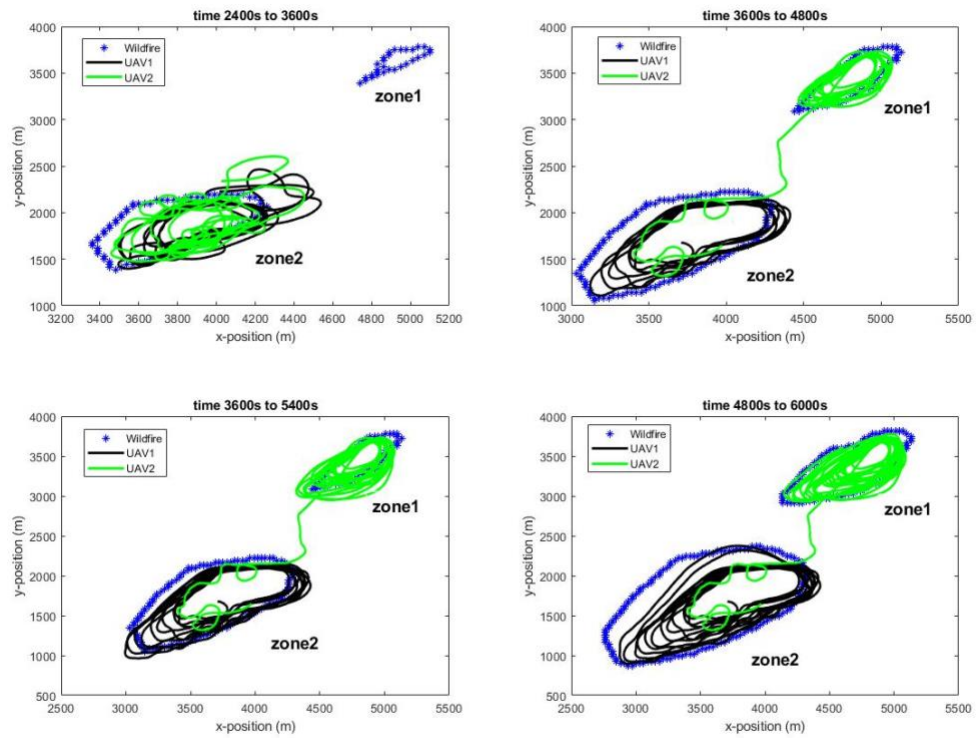 time 2400s to 3600s
4000
3500
3000
2500
2000
1500
1000
y-position (m)
Wildfire
UAV1
UAV2
zone1
zone2
3200 3400 3600 3800 4000 4200 4400 4600 4800 5000 5200
x-position (m)
time 3600s to 4800s
4000
3500
3000
2500
2000
1500
1000
y-position (m)
Wildfire
UAV1
UAV2
zone1
zone2
3000 3500 4000 4500 5000 5500
x-position (m)
time 3600s to 5400s
4000
3500
3000
2500
2000
1500
1000
500
y-position (m)
Wildfire
UAV1
UAV2
zone1
zone2
2500 3000 3500 4000 4500 5000 5500
x-position (m)
time 4800s to 6000s
4000
3500
3000
2500
2000
1500
1000
500
y-position (m)
Wildfire
UAV1
UAV2
zone1
zone2
2500 3000 3500 4000 4500 5000 5500
x-position (m)